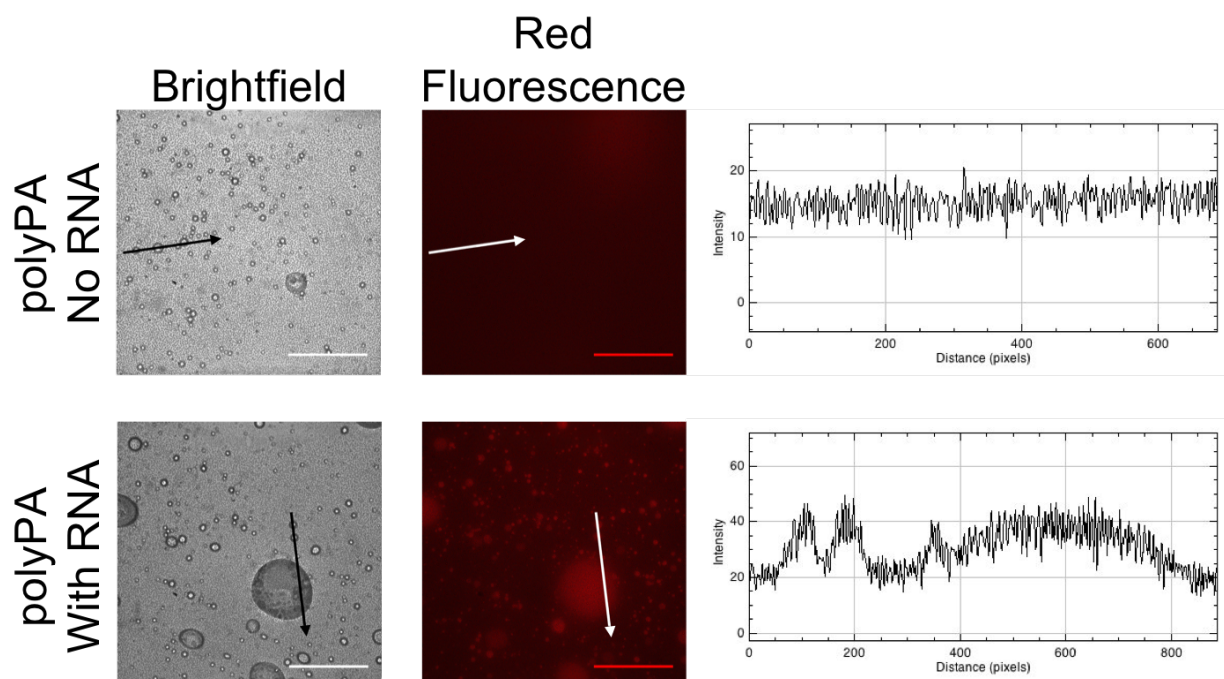 Red
Brightfield Fluorescence
polyPA
No RNA
20
10
0
Intensity
0 200 400 600
Distance (pixels)
polyPA
With RNA
60
40
20
0
Intensity
0 200 400 600 800
Distance (pixels)